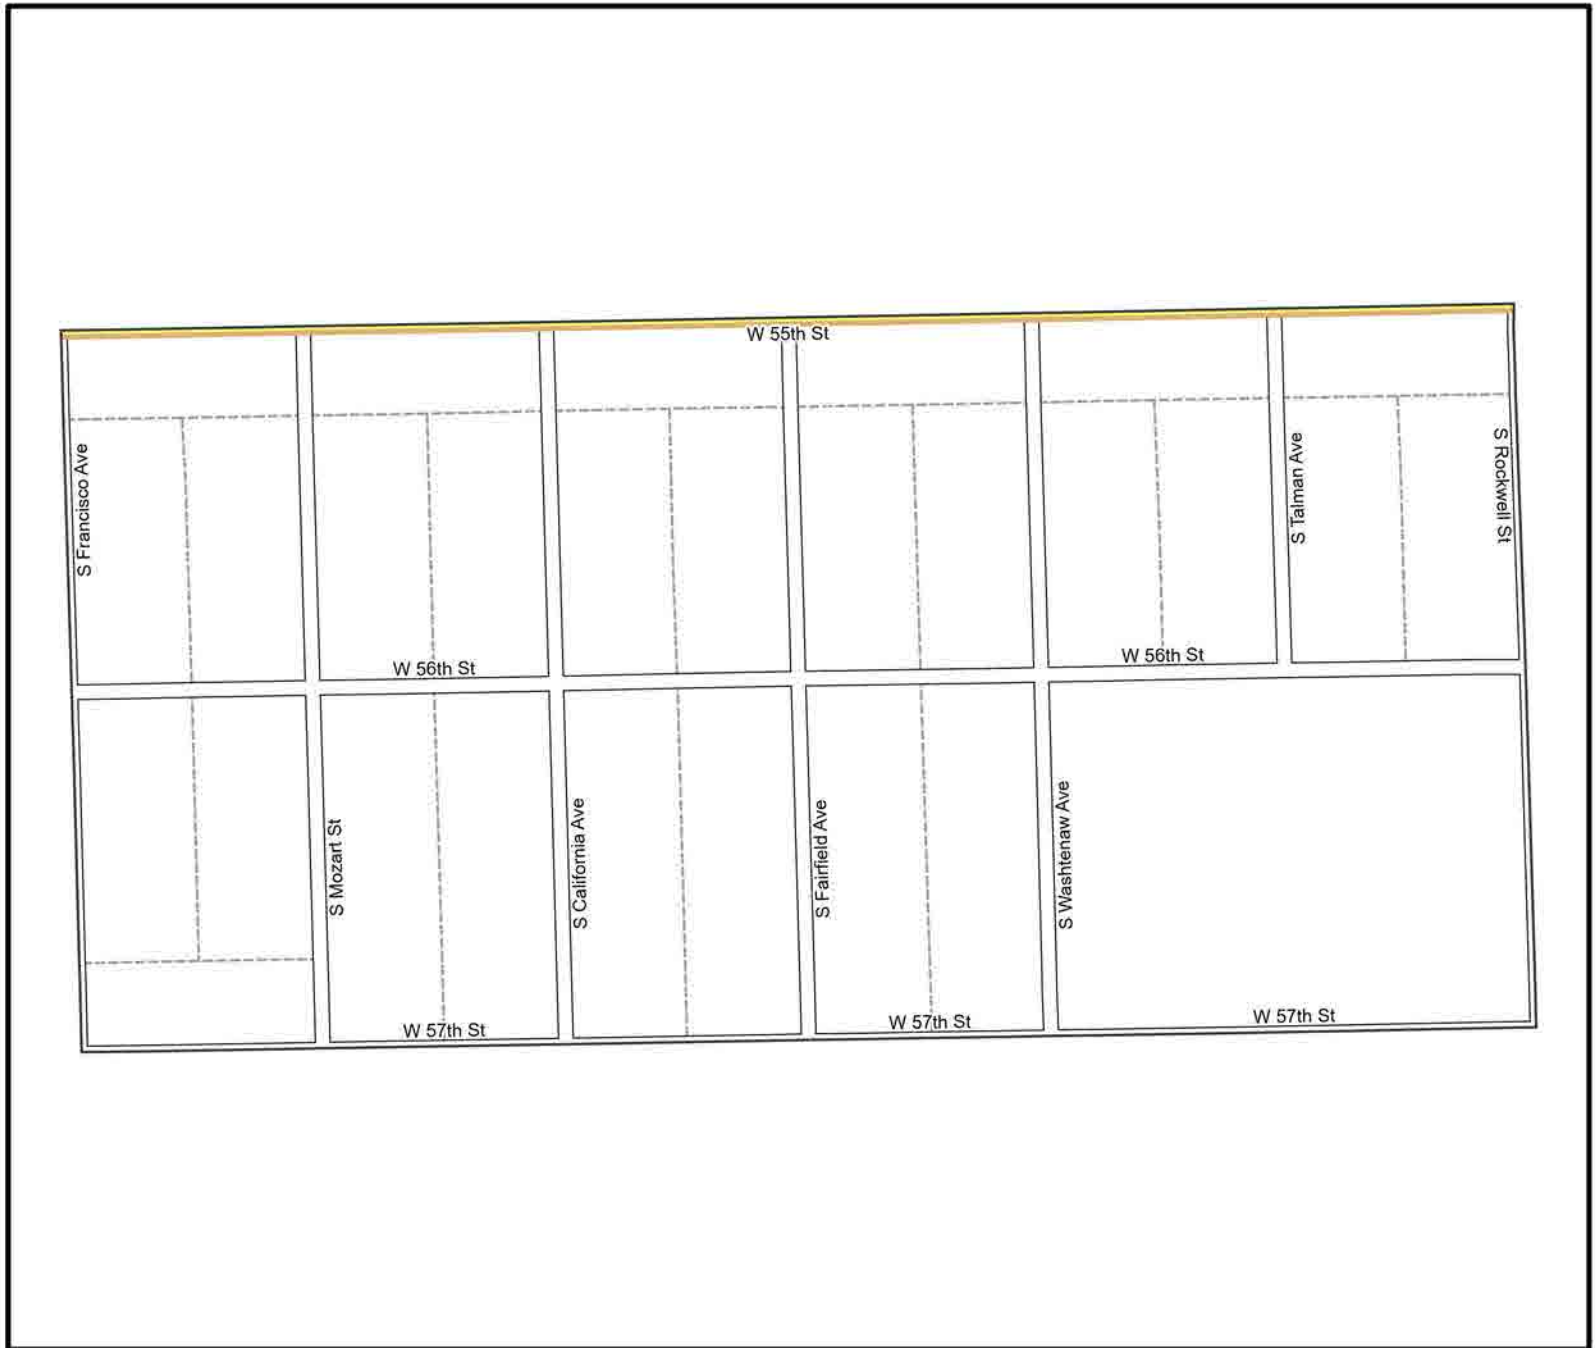 W 55th St
S Francisco Ave
S Talman Ave
S Rockwell St
W 56th St
W 56th St
S Mozart St
S California Ave
S Fairfield Ave
S Washtenaw Ave
W 57th St
W 57th St
W 57th St